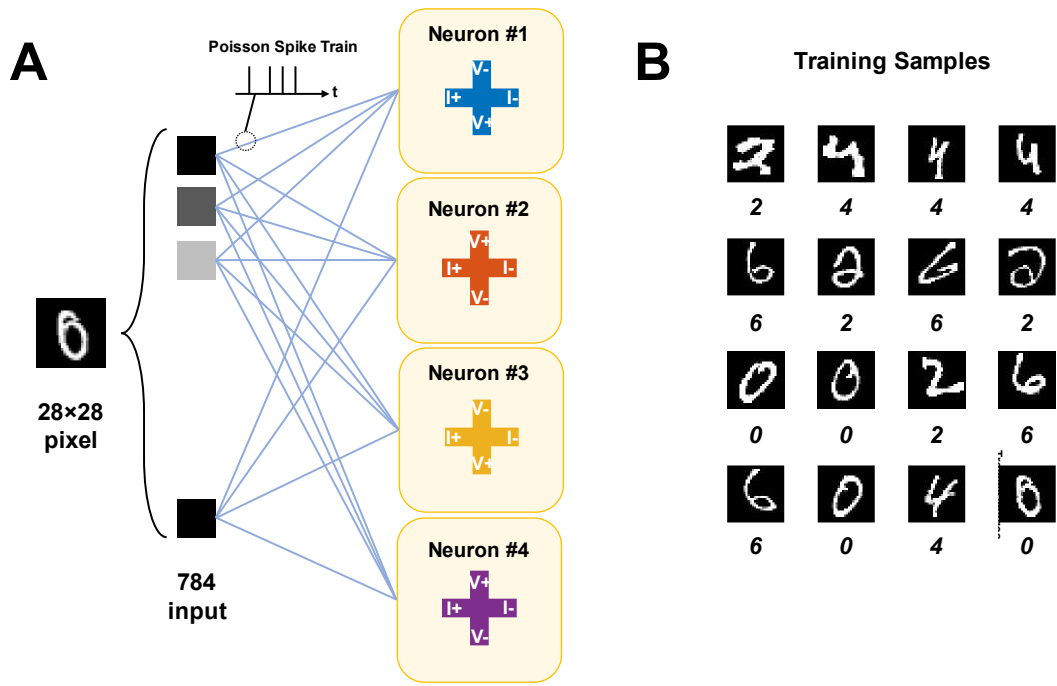 A
Poisson Spike Train
t
28×28
pixel
784
input
Neuron #1
V-
I+ I-
V+
Neuron #2
V+
I+ I-
V-
Neuron #3
V-
I+ I-
V+
Neuron #4
V+
I+ I-
V-
B
Training Samples
2 4 4 4
6 2 6 2
0 0 2 6
6 0 4 0